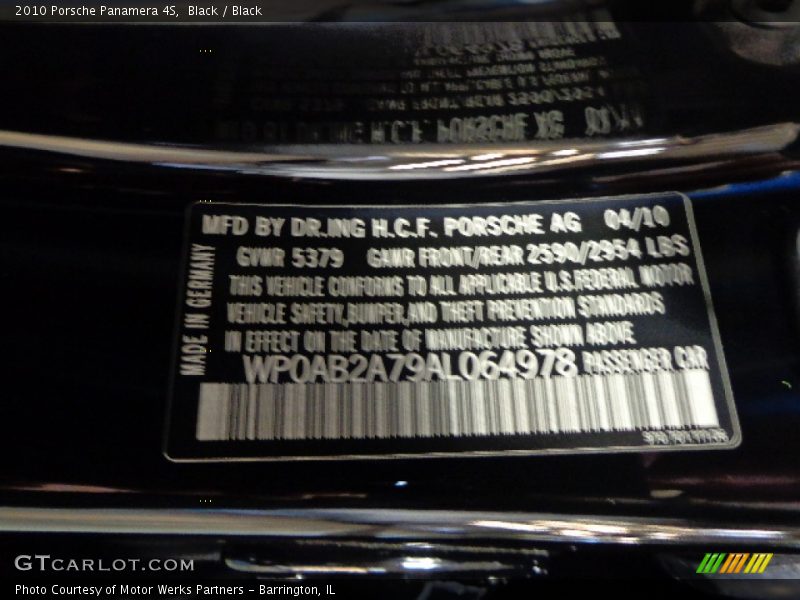 2010 Porsche Panamera 4S, Black / Black
MFD BY DR.ING H.C.F. PORSCHE AG 04/10
GVWR 5379 GAWR FRONT/REAR 2590/2954 LBS
THIS VEHICLE CONFORMS TO ALL APPLICABLE U.S.FEDERAL MOTOR
VEHICLE SAFETY,BUMPER,AND THEFT PREVENTION STANDARDS
IN EFFECT ON THE DATE OF MANUFACTURE SHOWN ABOVE
WP0AB2A79AL064978 PASSENGER CAR
MADE IN GERMANY
GTCARLOT.COM
Photo Courtesy of Motor Werks Partners - Barrington, IL